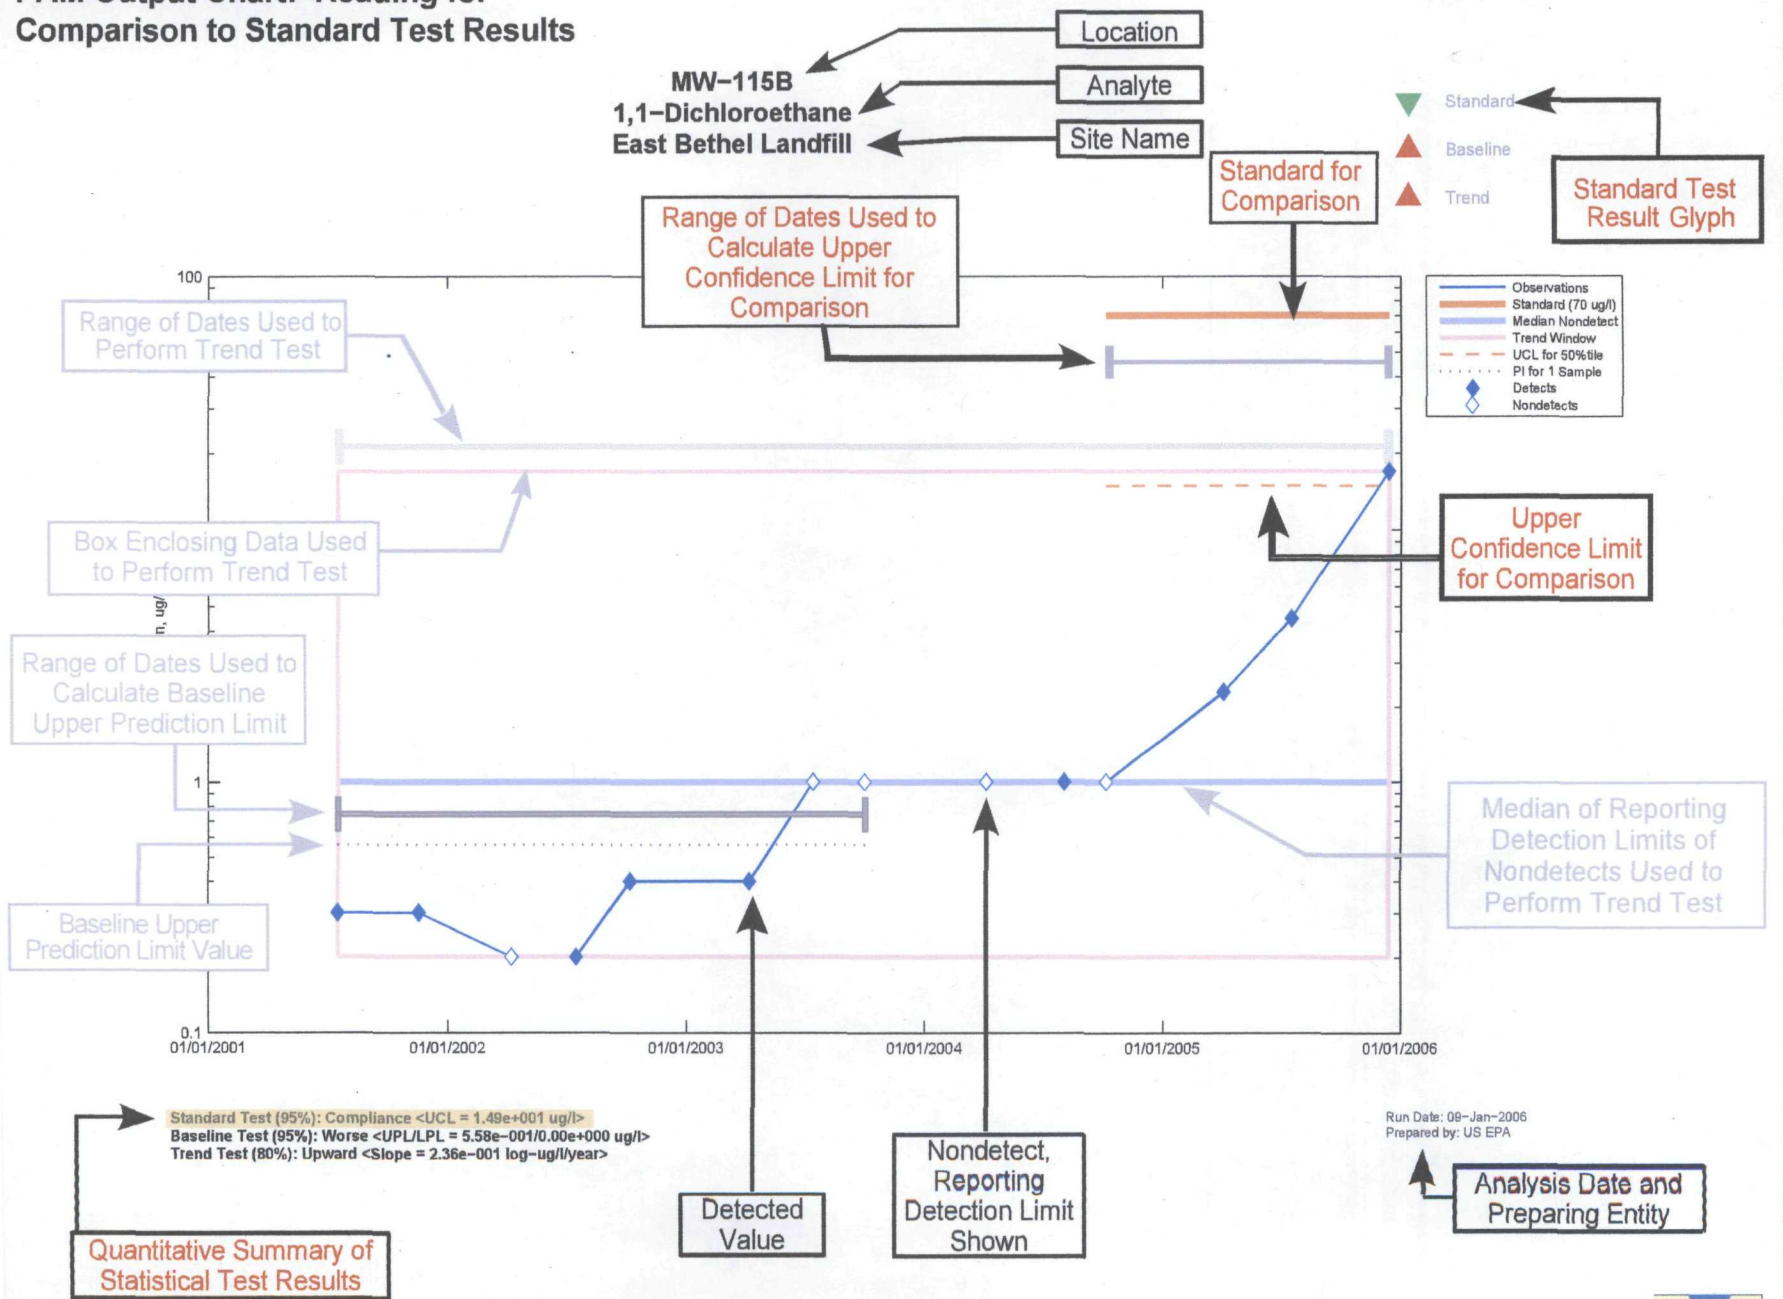 Comparison to Standard Test Results
Location
MW-115B
1,1-Dichloroethane
East Bethel Landfill
Analyte
Site Name
Standard
Baseline
Trend
Standard Test
Result Glyph
Standard for
Comparison
Range of Dates Used to
Calculate Upper
Confidence Limit for
Comparison
100
Range of Dates Used to
Perform Trend Test
Observations
Standard (70 ug/l)
Median Nondetect
Trend Window
UCL for 50%tile
PI for 1 Sample
Detects
Nondetects
Box Enclosing Data Used
to Perform Trend Test
Upper
Confidence Limit
for Comparison
n, ug/
Range of Dates Used to
Calculate Baseline
Upper Prediction Limit
1
Median of Reporting
Detection Limits of
Nondetects Used to
Perform Trend Test
Baseline Upper
Prediction Limit Value
0.1
01/01/2001
01/01/2002
01/01/2003
01/01/2004
01/01/2005
01/01/2006
Standard Test (95%): Compliance <UCL = 1.49e+001 ug/l>
Baseline Test (95%): Worse <UPL/LPL = 5.58e-001/0.00e+000 ug/l>
Trend Test (80%): Upward <Slope = 2.36e-001 log-ug/l/year>
Run Date: 09-Jan-2006
Prepared by: US EPA
Nondetect,
Reporting
Detection Limit
Shown
Detected
Value
Analysis Date and
Preparing Entity
Quantitative Summary of
Statistical Test Results